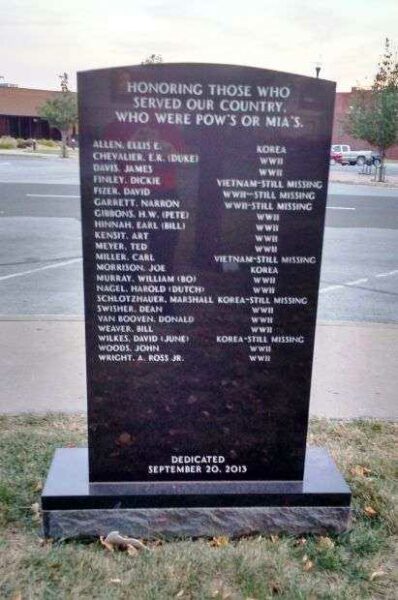 HONORING THOSE WHO
SERVED OUR COUNTRY,
WHO WERE POW'S OR MIA'S.
ALLEN, ELLIS E. KOREA
CHEVALIER, E.R. (DUKE) WWII
DAVIS, JAMES WWII
FINLEY, DICKIE VIETNAM-STILL MISSING
FIZER, DAVID WWII-STILL MISSING
GARRETT, NARRON WWII-STILL MISSING
GIBBONS, H.W. (PETE) WWII
HINNAH, EARL (BILL) WWII
KENSIT, ART WWII
MEYER, TED WWII
MILLER, CARL VIETNAM-STILL MISSING
MORRISON, JOE KOREA
MURRAY, WILLIAM (BO) WWII
NAGEL, HAROLD (DUTCH) WWII
SCHLOTZHAUER, MARSHALL KOREA-STILL MISSING
SWISHER, DEAN WWII
VAN BOOVEN, DONALD WWII
WEAVER, BILL WWII
WILKES, DAVID (JUNE) KOREA-STILL MISSING
WOODS, JOHN WWII
WRIGHT, A. ROSS JR. WWII
DEDICATED
SEPTEMBER 20, 2013